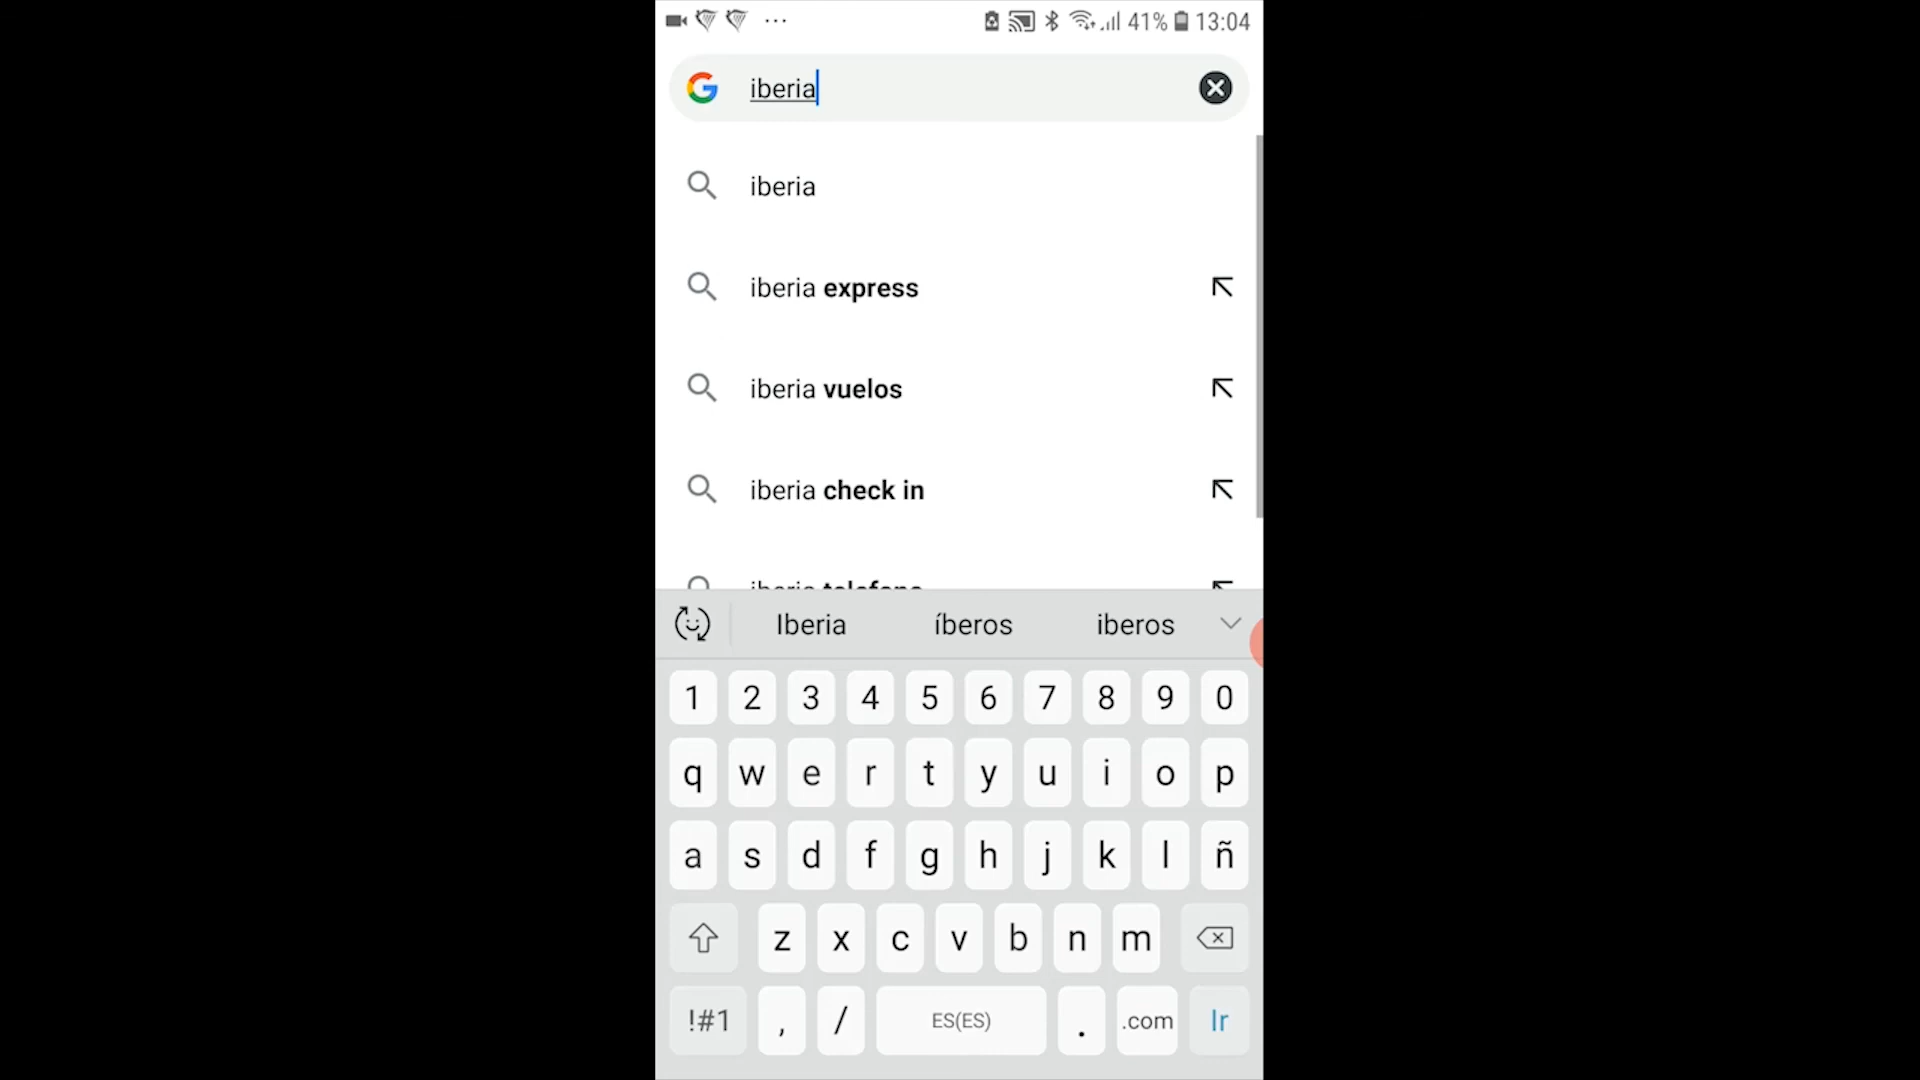 41% 13:04
iberia
iberia
iberia express
iberia vuelos
iberia check in
iberia telefono
Iberia íberos iberos
1 2 3 4 5 6 7 8 9 0
q w e r t y u i o p
a s d f g h j k l ñ
z x c v b n m
!#1 , / ES(ES) . .com Ir